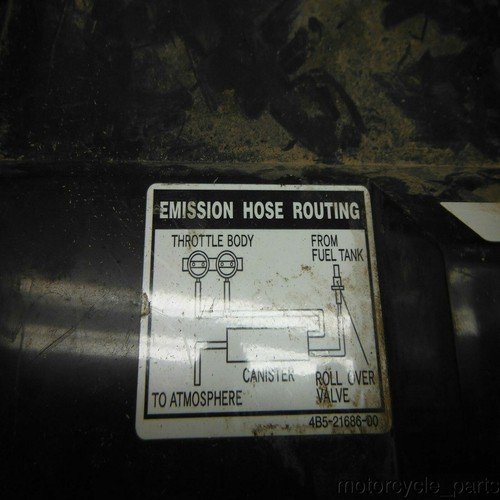 EMISSION HOSE ROUTING
THROTTLE BODY
FROM
FUEL TANK
CANISTER
ROLL OVER
VALVE
TO ATMOSPHERE
4B5-21686-00
motorcycle_parts